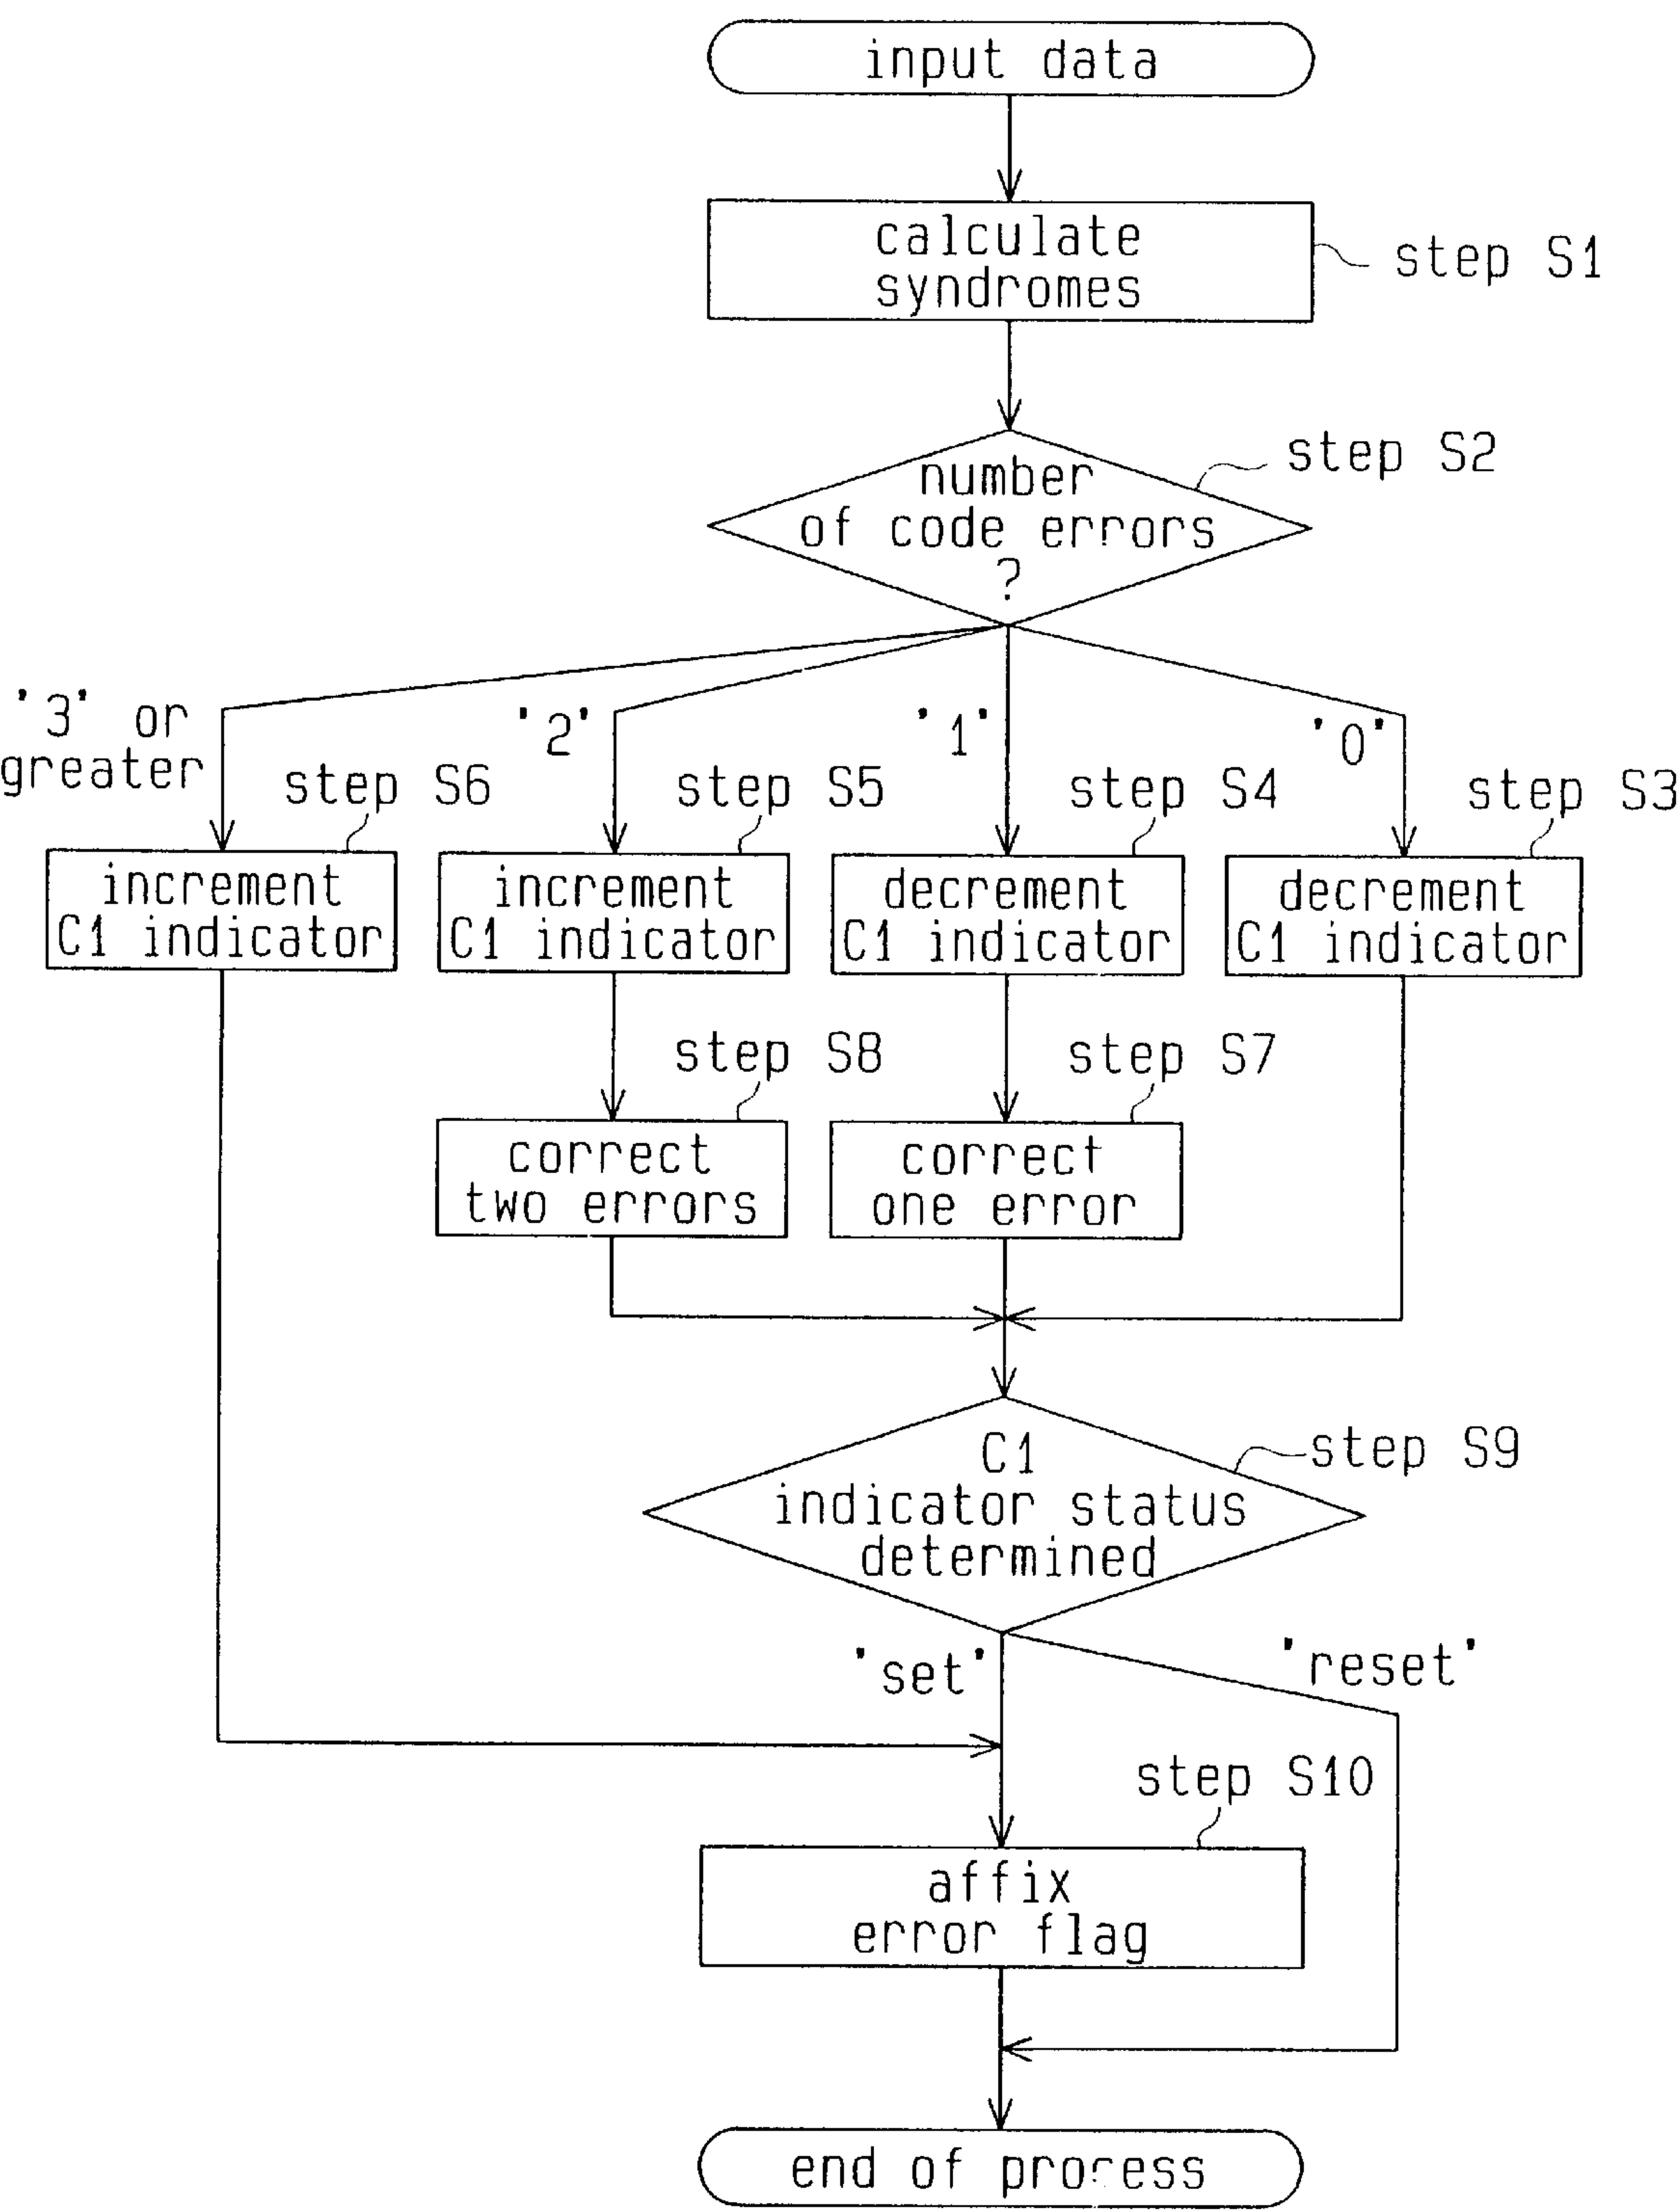 input data
calculate
syndromes
step S1
number
of code errors
?
step S2
"3" or
greater
"2"
"1"
"0"
step S6
step S5
step S4
step S3
increment
C1 indicator
increment
C1 indicator
decrement
C1 indicator
decrement
C1 indicator
step S8
step S7
correct
two errors
correct
one error
C1
indicator status
determined
step S9
"set"
"reset"
step S10
affix
error flag
end of process